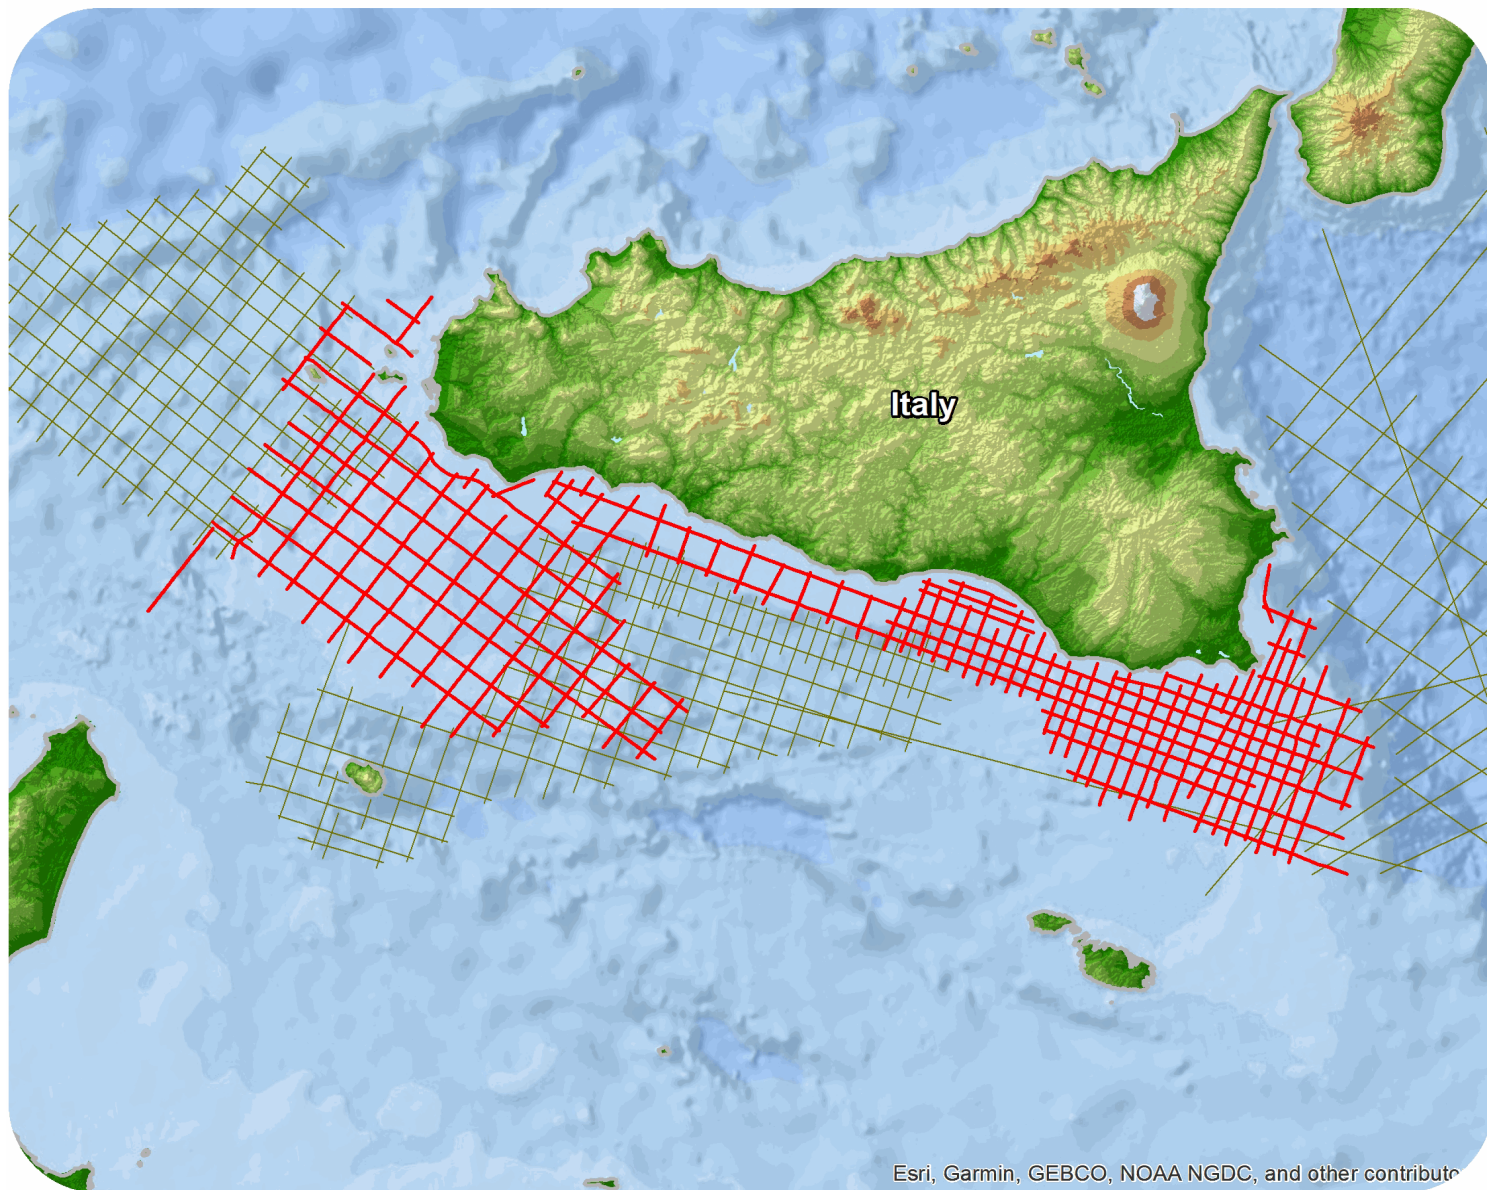 Italy
Esri, Garmin, GEBCO, NOAA NGDC, and other contributo